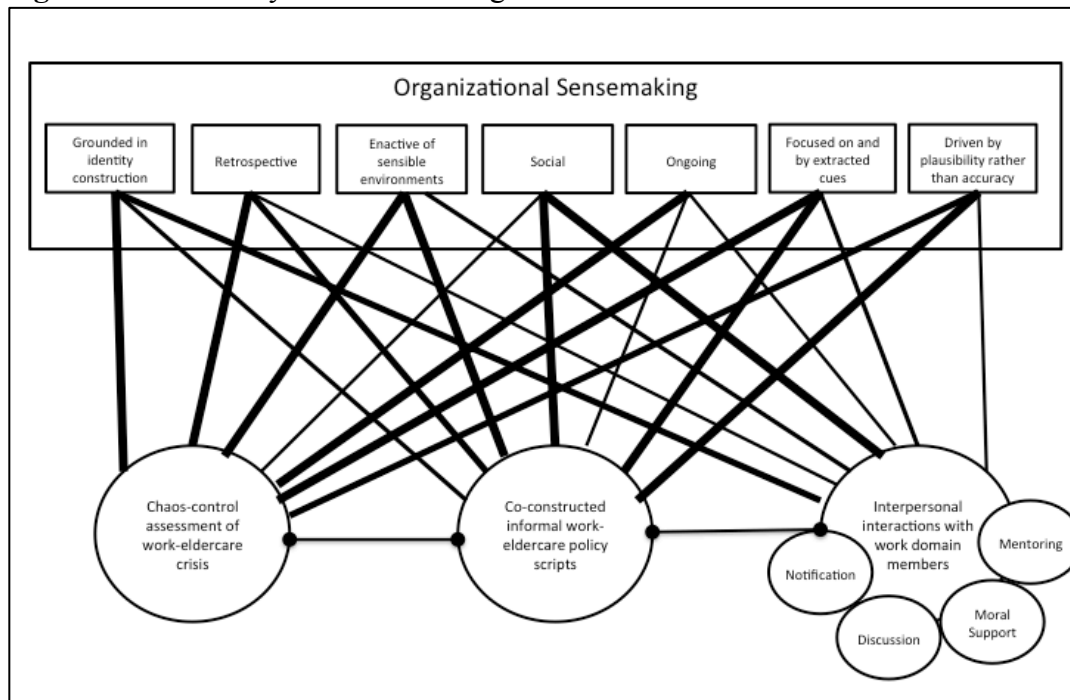 Organizational Sensemaking
Grounded in
identity
construction
Retrospective
Enactive of
sensible
environments
Social
Ongoing
Focused on and
by extracted
cues
Driven by
plausibility rather
than accuracy
Chaos-control
assessment of
work-eldercare
crisis
Co-constructed
informal work-
eldercare policy
scripts
Interpersonal
interactions with
work domain
members
Notification
Discussion
Moral
Support
Mentoring